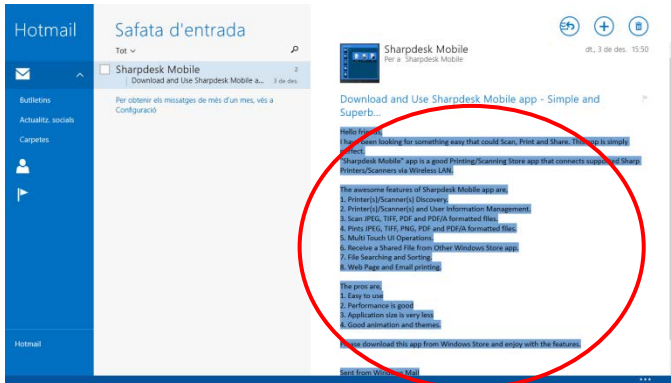 Hotmail
Butlletins
Actualitz. socials
Carpetes
Hotmail
Safata d'entrada
Tot
Sharpdesk Mobile 2
Download and Use Sharpdesk Mobile a... 3 de des.
Per obtenir els missatges de més d'un mes, vés a
Configuració
Sharpdesk Mobile dt., 3 de des. 15:50
Per a Sharpdesk Mobile
Download and Use Sharpdesk Mobile app - Simple and
Superb...
Hello friends,
I have been looking for something easy that could Scan, Print and Share. This app is simply
perfect.
"Sharpdesk Mobile" app is a good Printing/Scanning Store app that connects supported Sharp
Printers/Scanners via Wireless LAN.
The awesome features of Sharpdesk Mobile app are,
1. Printer(s)/Scanner(s) Discovery.
2. Printer(s)/Scanner(s) and User Information Management.
3. Scan JPEG, TIFF, PDF and PDF/A formatted files.
4. Pints JPEG, TIFF, PNG, PDF and PDF/A formatted files.
5. Multi Touch UI Operations.
6. Receive a Shared File from Other Windows Store app.
7. File Searching and Sorting.
8. Web Page and Email printing.
The pros are,
1. Easy to use
2. Performance is good
3. Application size is very less
4. Good animation and themes.
Please download this app from Windows Store and enjoy with the features.
Sent from Windows Mail